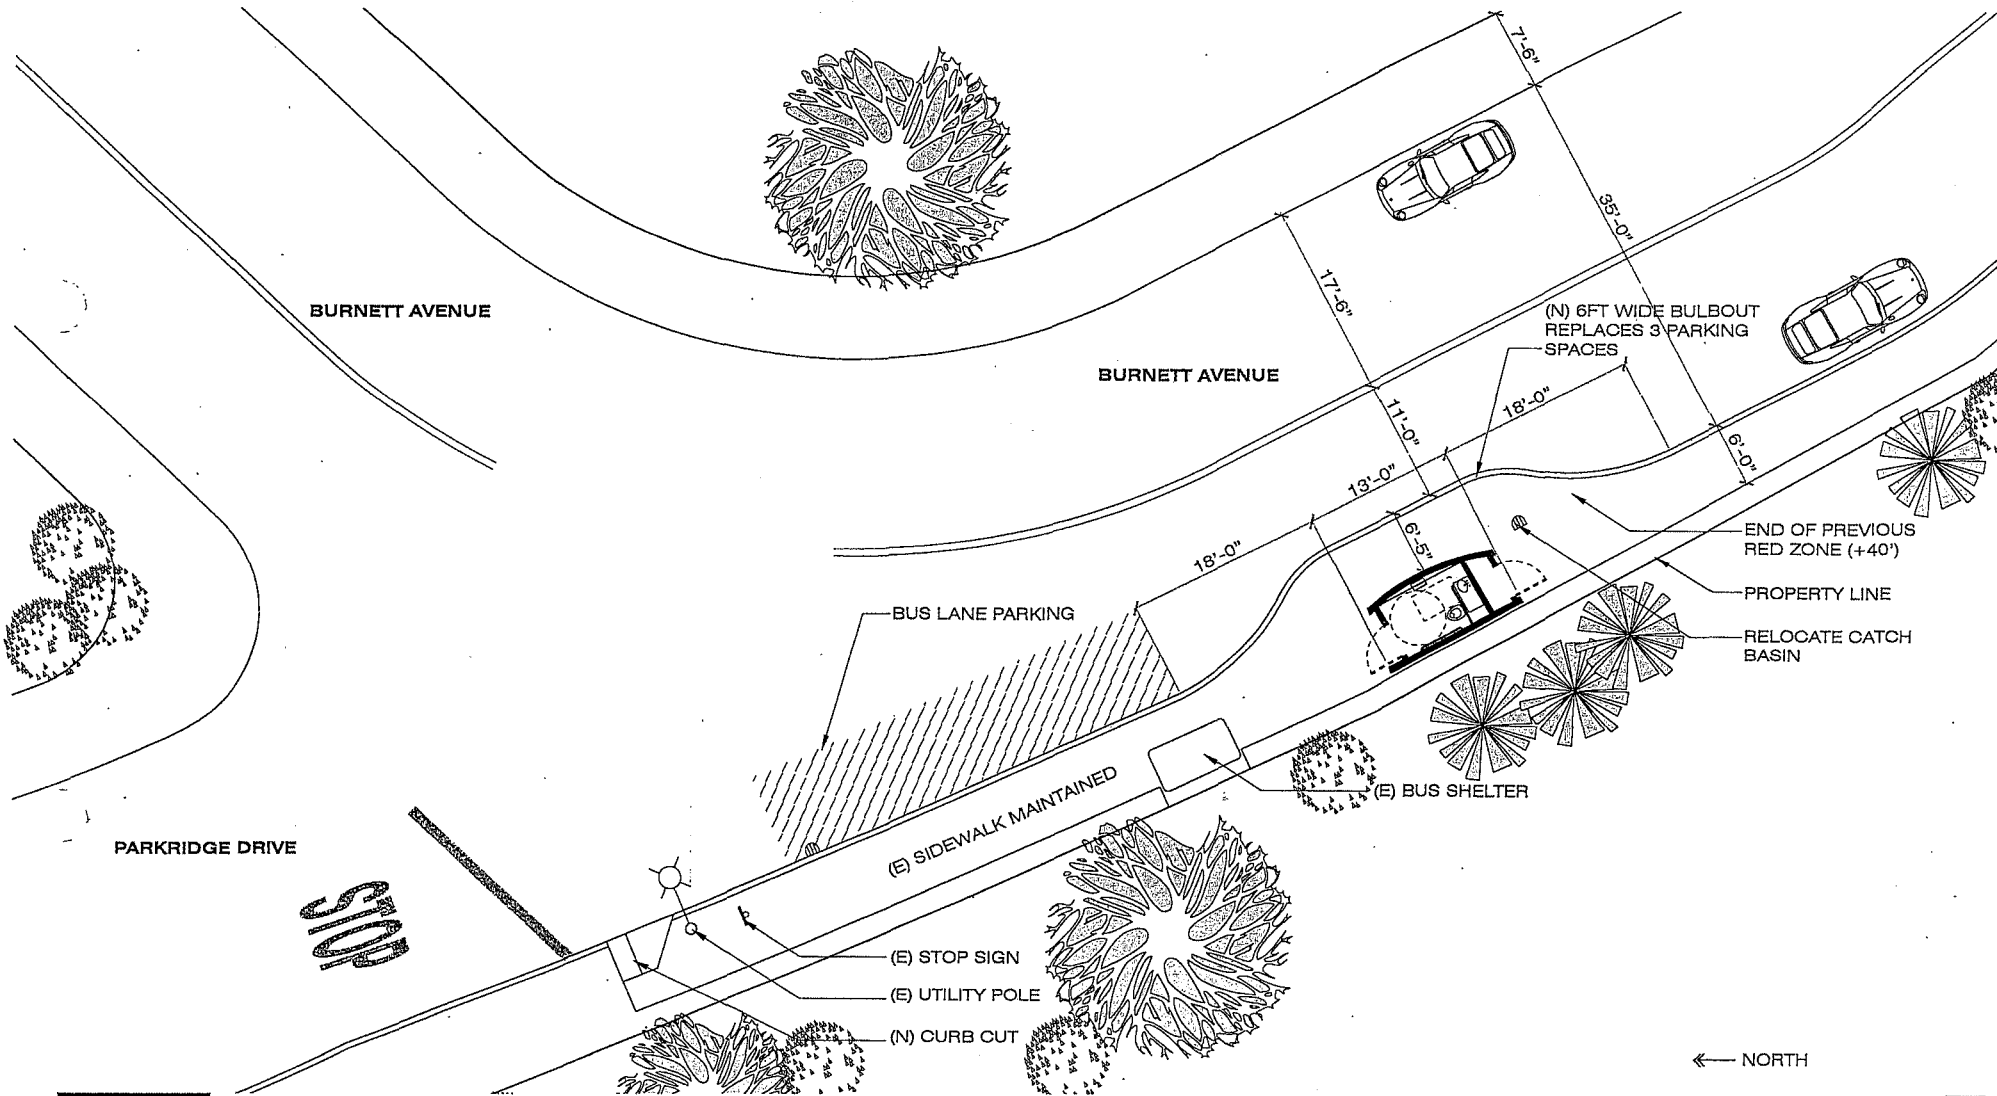 7'-6"
35'-0"
17'-6"
BURNETT AVENUE
(N) 6FT WIDE BULBOUT
REPLACES 3 PARKING
SPACES
BURNETT AVENUE
11'-0"
18'-0"
6'-0"
13'-0"
6'-5"
18'-0"
END OF PREVIOUS
RED ZONE (+40')
PROPERTY LINE
BUS LANE PARKING
RELOCATE CATCH
BASIN
(E) SIDEWALK MAINTAINED
(E) BUS SHELTER
PARKRIDGE DRIVE
STOP
(E) STOP SIGN
(E) UTILITY POLE
(N) CURB CUT
NORTH